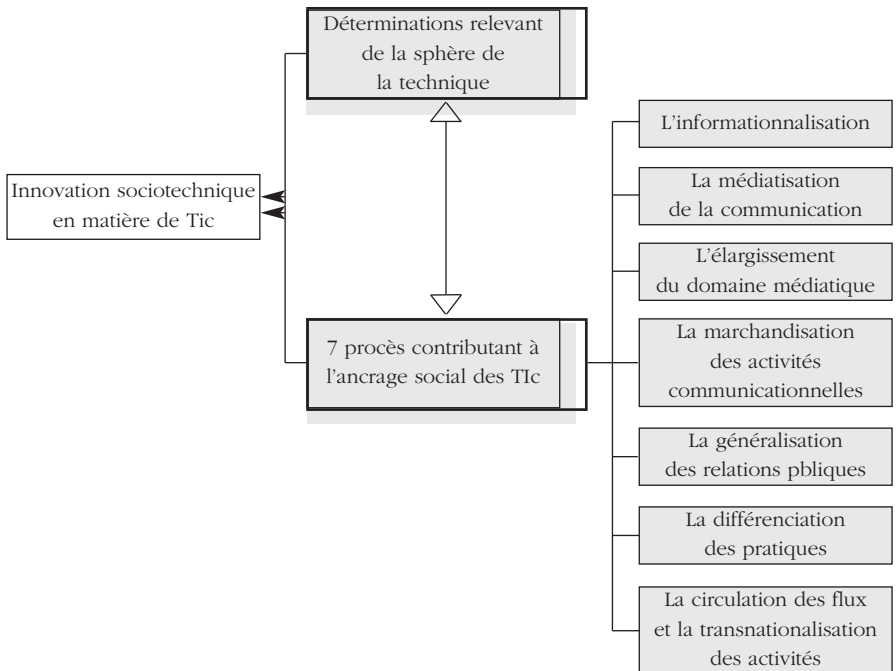 Déterminations relevant
de la sphère de
la technique
Innovation sociotechnique
en matière de Tic
7 procès contributant à
l'ancrage social des TIc
L'informationnalisation
La médiatisation
de la communication
L'élargissement
du domaine médiatique
La marchandisation
des activités
communicationnelles
La généralisation
des relations pbliques
La différenciation
des pratiques
La circulation des flux
et la transnationalisation
des activités